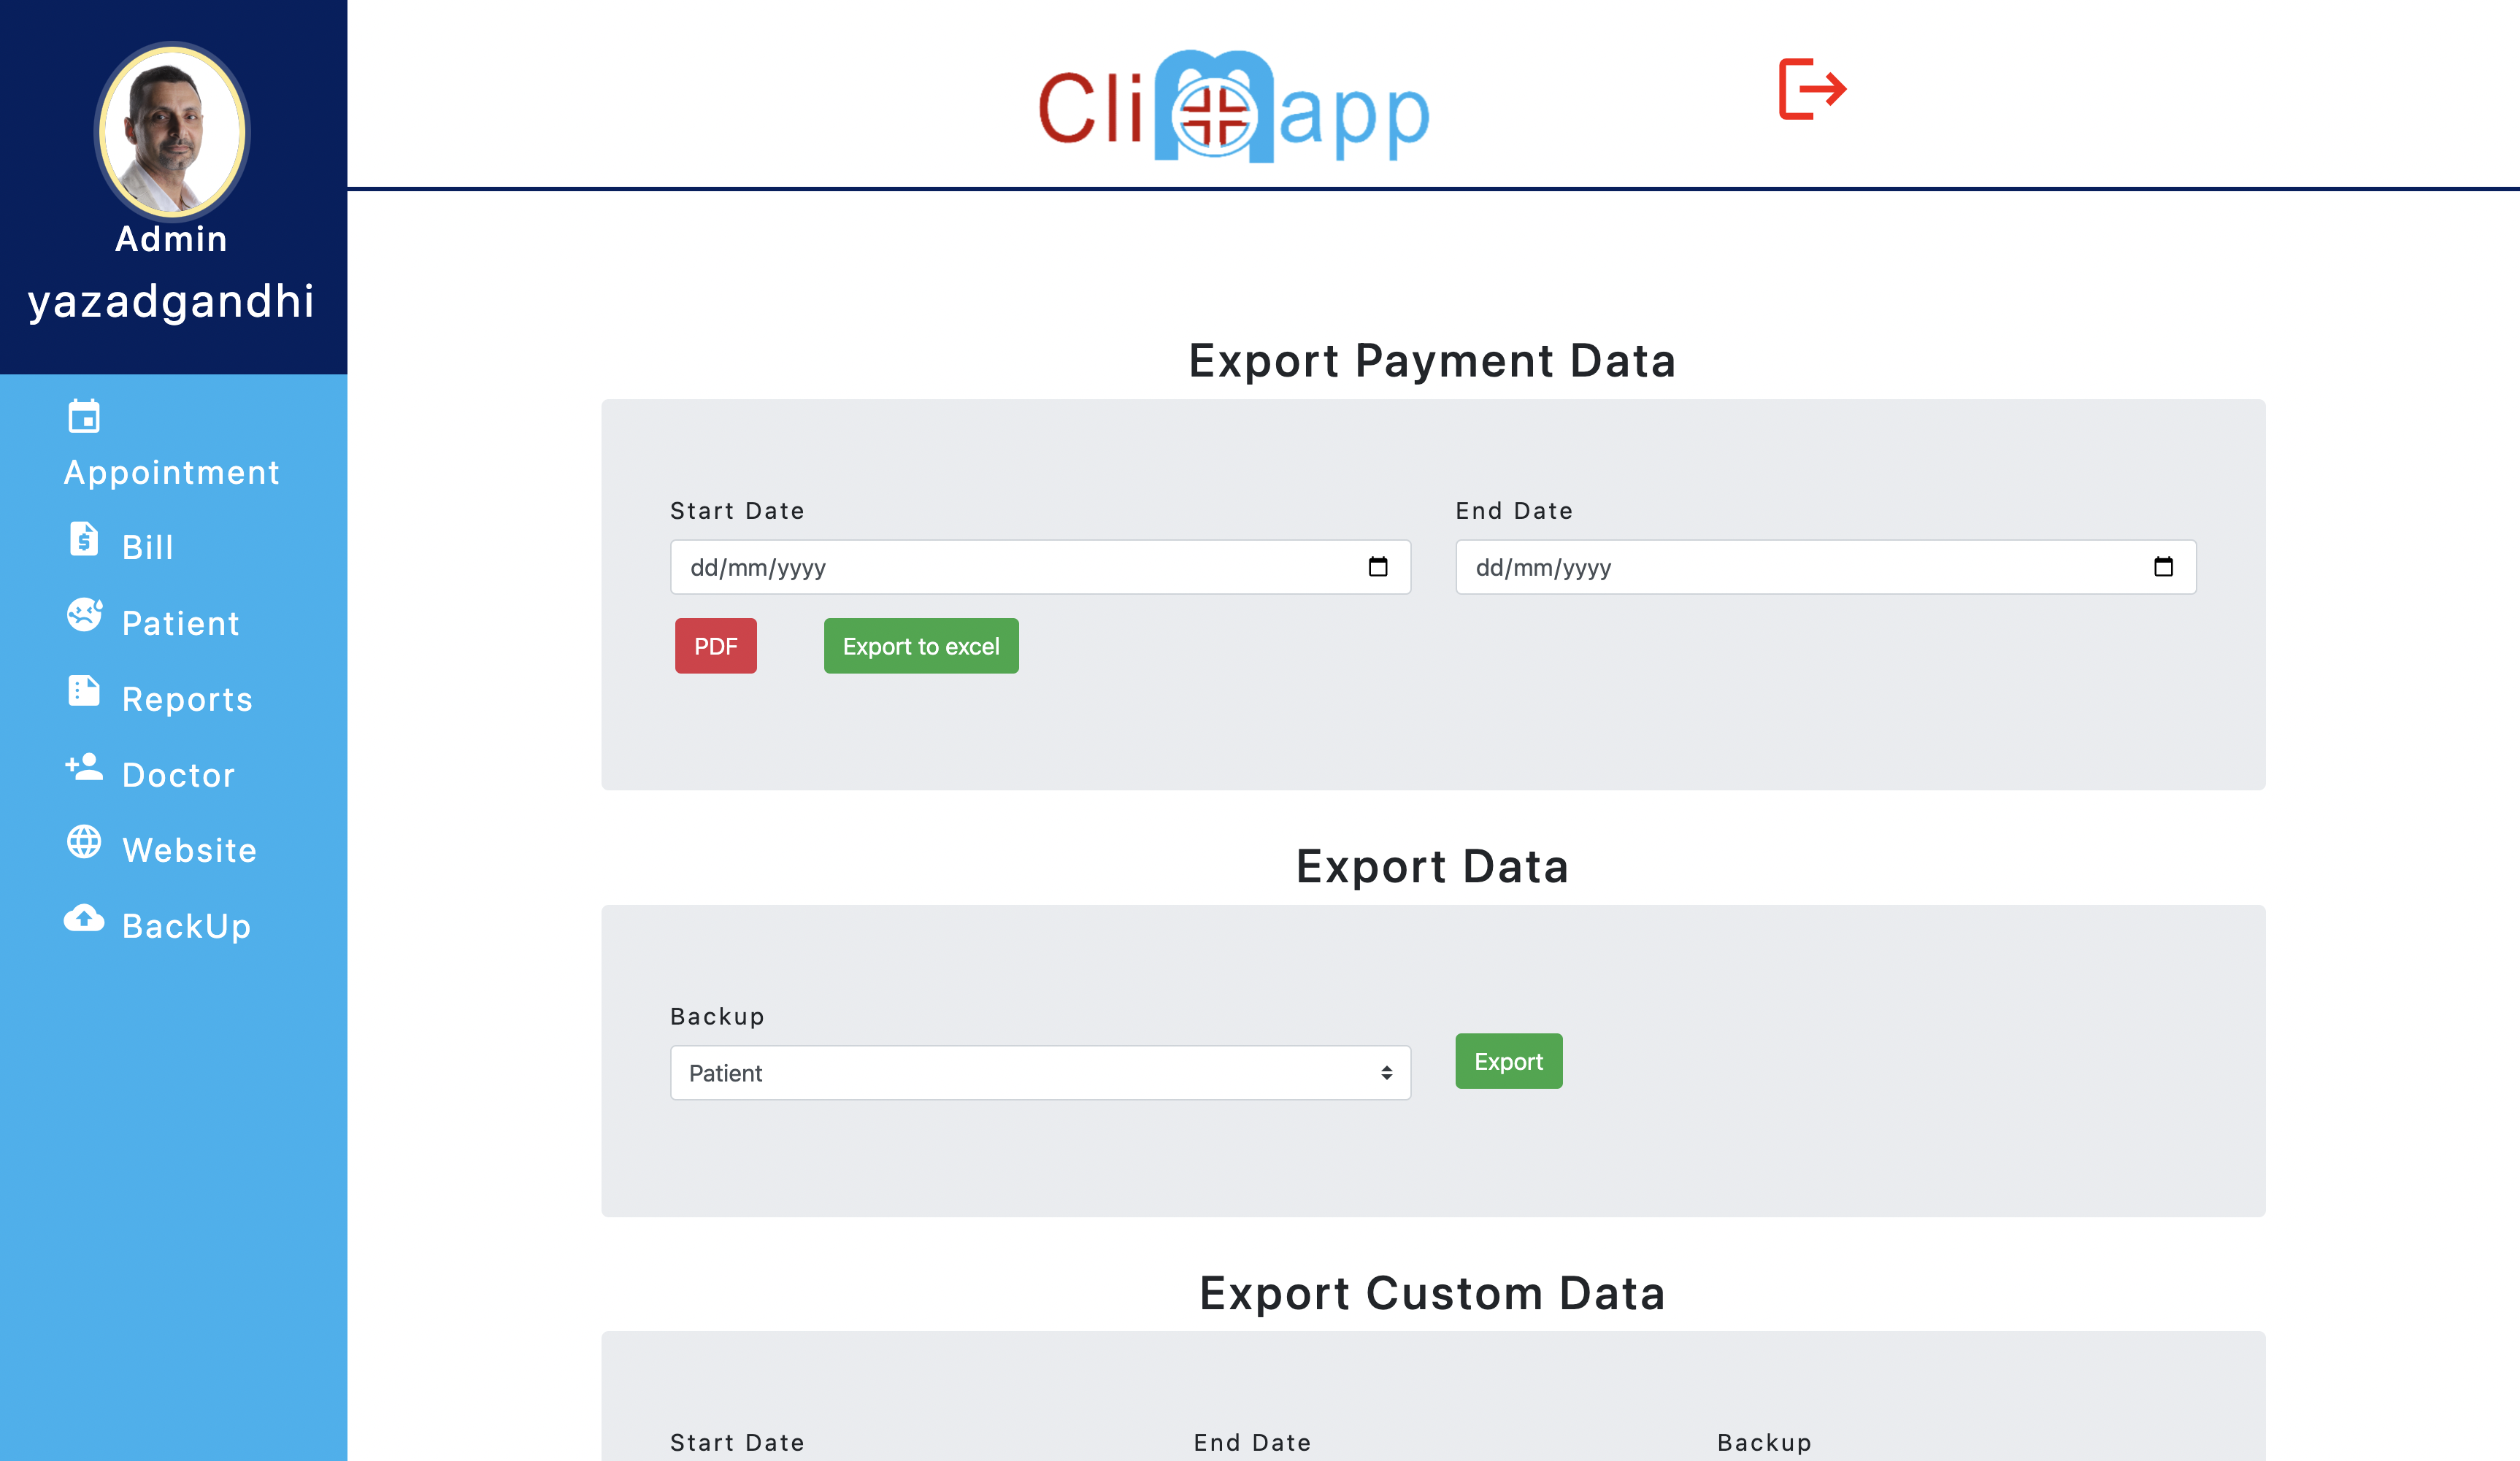 Climapp
Admin
yazadgandhi
Appointment
Bill
Patient
Reports
Doctor
Website
BackUp
Export Payment Data
Start Date End Date
dd/mm/yyyy dd/mm/yyyy
PDF Export to excel
Export Data
Backup
Patient Export
Export Custom Data
Start Date End Date Backup